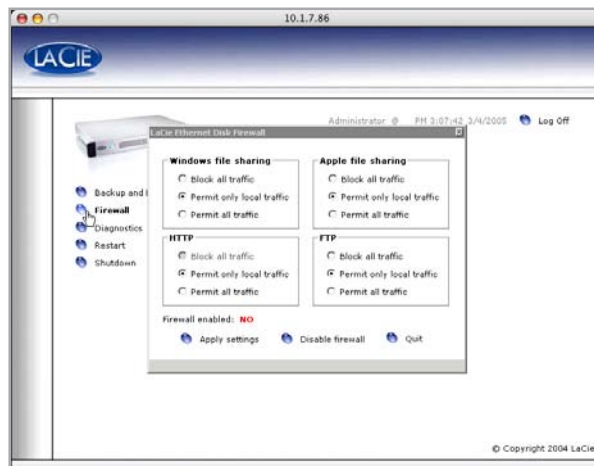 10.1.7.86
LACIE
Administrator @ PM 3:07:42 3/4/2005 Log Off
LaCie Ethernet Disk Firewall
Backup and
Firewall
Diagnostics
Restart
Shutdown
Windows file sharing
Block all traffic
Permit only local traffic
Permit all traffic
Apple file sharing
Block all traffic
Permit only local traffic
Permit all traffic
HTTP
Block all traffic
Permit only local traffic
Permit all traffic
FTP
Block all traffic
Permit only local traffic
Permit all traffic
Firewall enabled: NO
Apply settings Disable firewall Quit
© Copyright 2004 LaCie